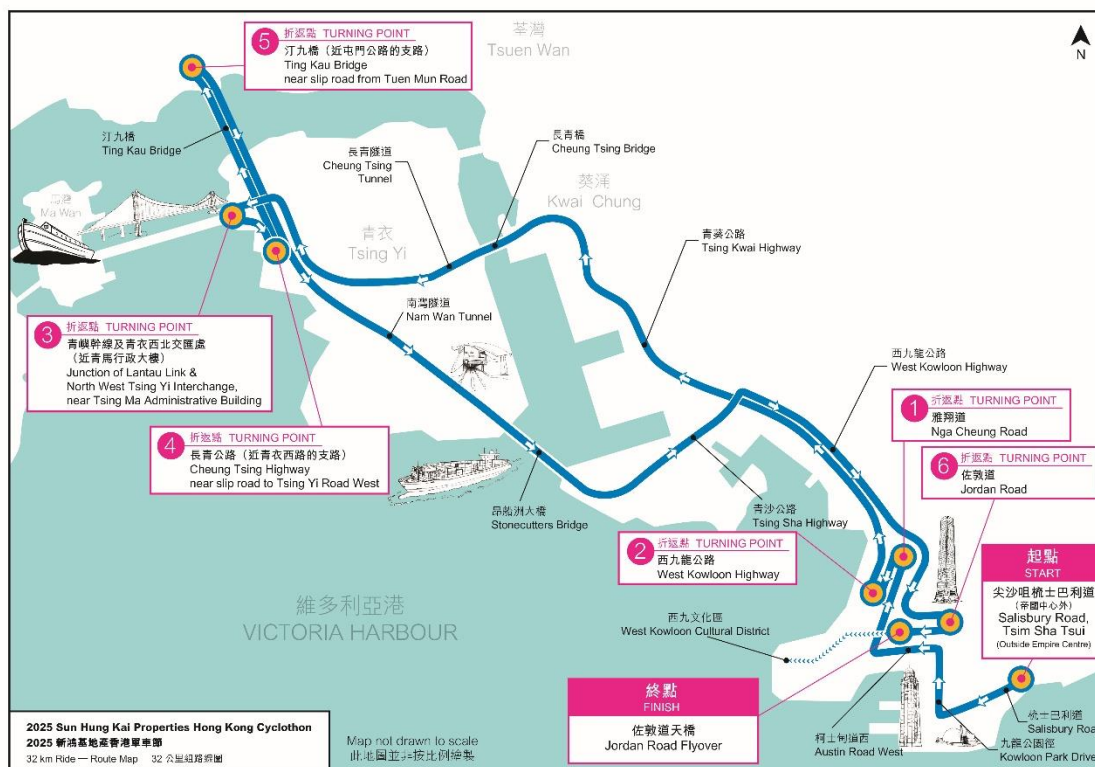 5 折返點 TURNING POINT
汀九橋（近屯門公路的支路）
Ting Kau Bridge
near slip road from Tuen Mun Road
荃灣
Tsuen Wan
N
汀九橋
Ting Kau Bridge
長青隧道
Cheung Tsing
Tunnel
長青橋
Cheung Tsing Bridge
葵涌
Kwai Chung
馬灣
Ma Wan
青衣
Tsing Yi
青葵公路
Tsing Kwai Highway
南灣隧道
Nam Wan Tunnel
3 折返點 TURNING POINT
青嶼幹線及青衣西北交匯處
（近青馬行政大樓）
Junction of Lantau Link &
North West Tsing Yi Interchange,
near Tsing Ma Administrative Building
西九龍公路
West Kowloon Highway
1 折返點 TURNING POINT
雅翔道
Nga Cheung Road
4 折返點 TURNING POINT
長青公路（近青衣西路的支路）
Cheung Tsing Highway
near slip road to Tsing Yi Road West
6 折返點 TURNING POINT
佐敦道
Jordan Road
昂船洲大橋
Stonecutters Bridge
青沙公路
Tsing Sha Highway
2 折返點 TURNING POINT
西九龍公路
West Kowloon Highway
起點
START
尖沙咀梳士巴利道
（帝國中心外）
Salisbury Road,
Tsim Sha Tsui
(Outside Empire Centre)
維多利亞港
VICTORIA HARBOUR
西九文化區
West Kowloon Cultural District
終點
FINISH
佐敦道天橋
Jordan Road Flyover
柯士甸道西
Austin Road West
梳士巴利道
Salisbury Road
九龍公園徑
Kowloon Park Drive
2025 Sun Hung Kai Properties Hong Kong Cyclothon
2025 新鴻基地產香港單車節
32 km Ride — Route Map 32 公里組路線圖
Map not drawn to scale
此地圖並非按比例繪製